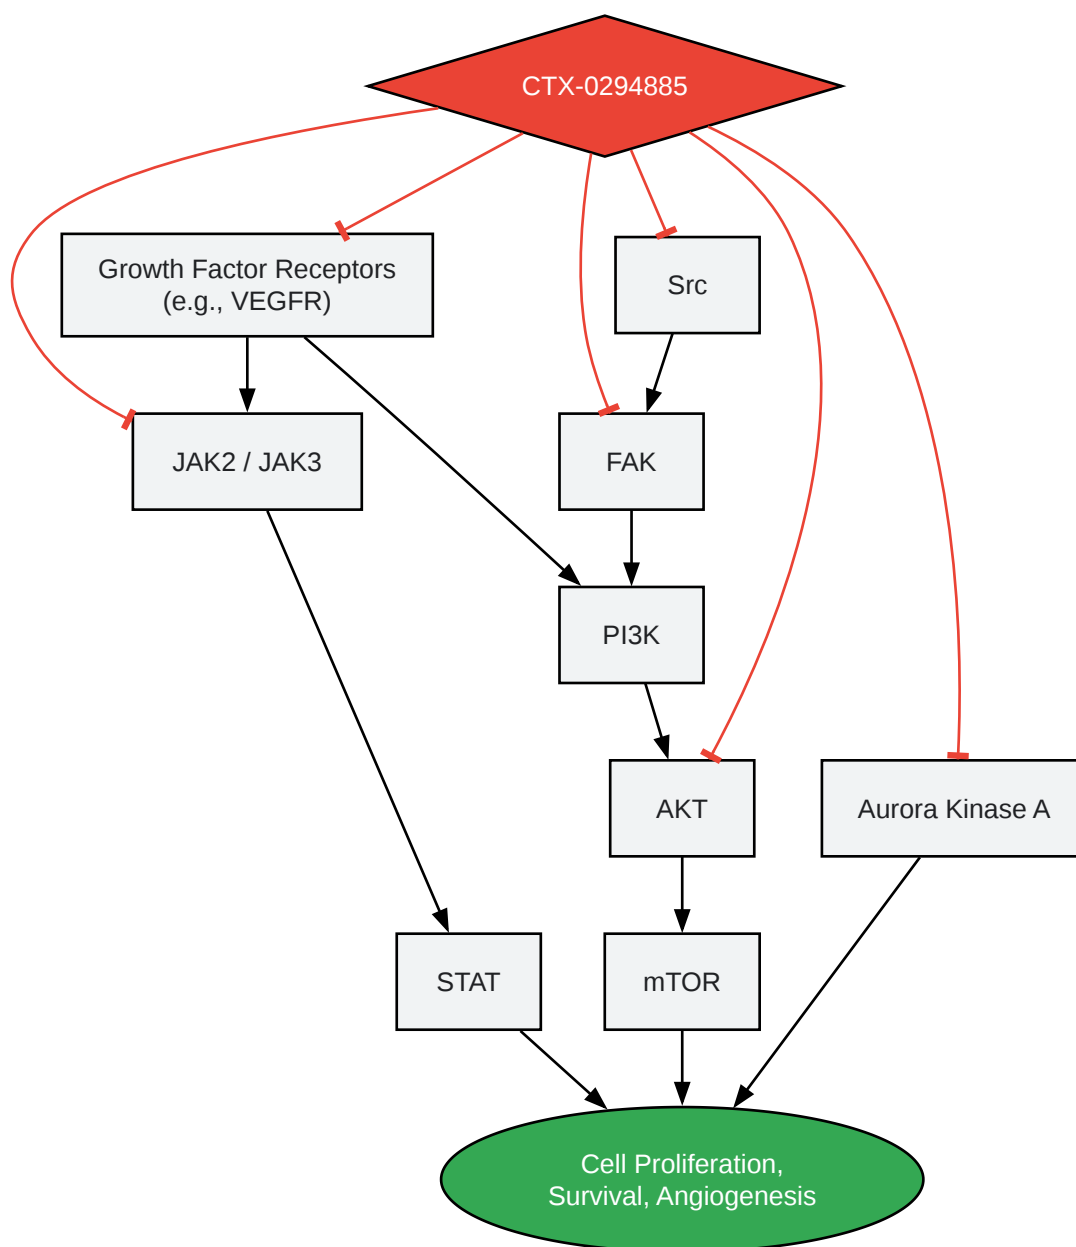 CTX-0294885
Growth Factor Receptors
(e.g., VEGFR)
Src
JAK2 / JAK3
FAK
PI3K
AKT
Aurora Kinase A
STAT
mTOR
Cell Proliferation,
Survival, Angiogenesis